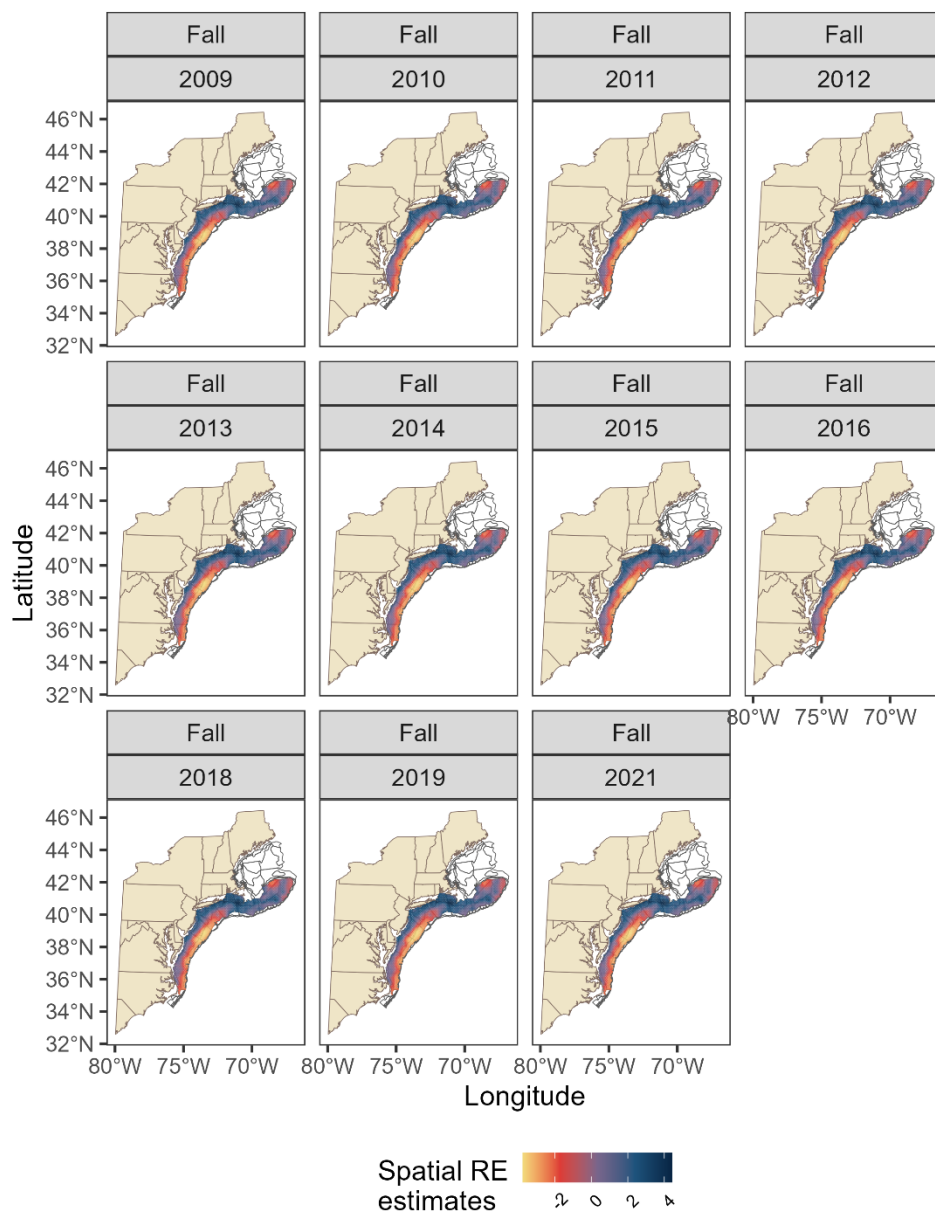 Fall Fall Fall Fall
2009 2010 2011 2012
46°N
44°N
42°N
40°N
38°N
36°N
34°N
32°N
Fall Fall Fall Fall
2013 2014 2015 2016
46°N
44°N
42°N
40°N
38°N
36°N
34°N
32°N
Latitude
80°W 75°W 70°W
Fall Fall Fall
2018 2019 2021
46°N
44°N
42°N
40°N
38°N
36°N
34°N
32°N
80°W 75°W 70°W 80°W 75°W 70°W 80°W 75°W 70°W
Longitude
Spatial RE
estimates
-2 0 2 4